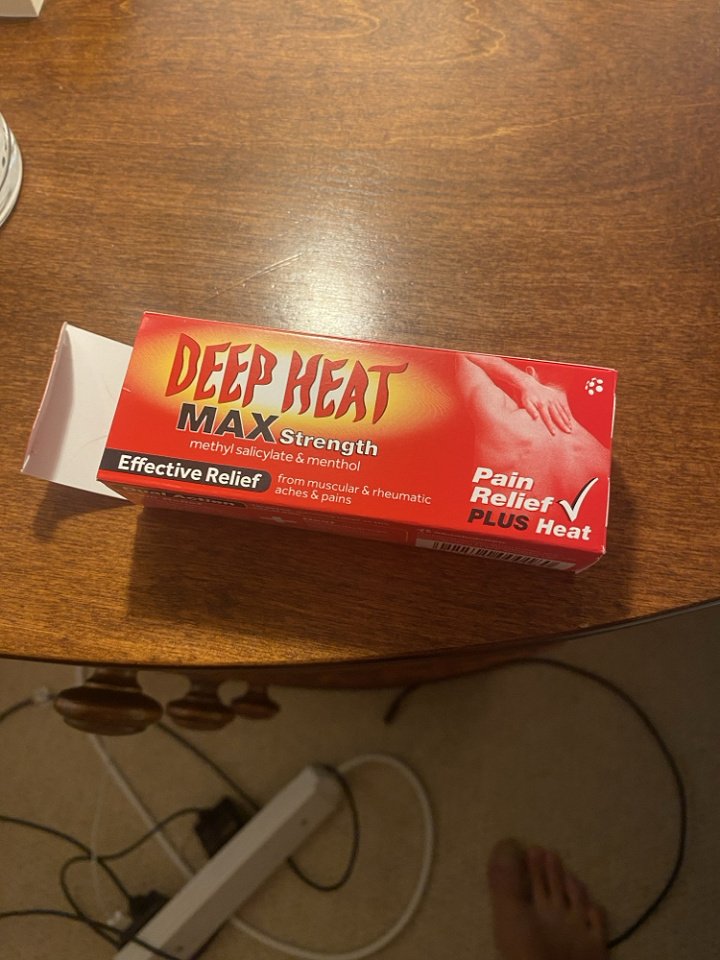 DEEP HEAT
MAX Strength
methyl salicylate & menthol
Effective Relief
from muscular & rheumatic
aches & pains
Pain
Relief
PLUS Heat